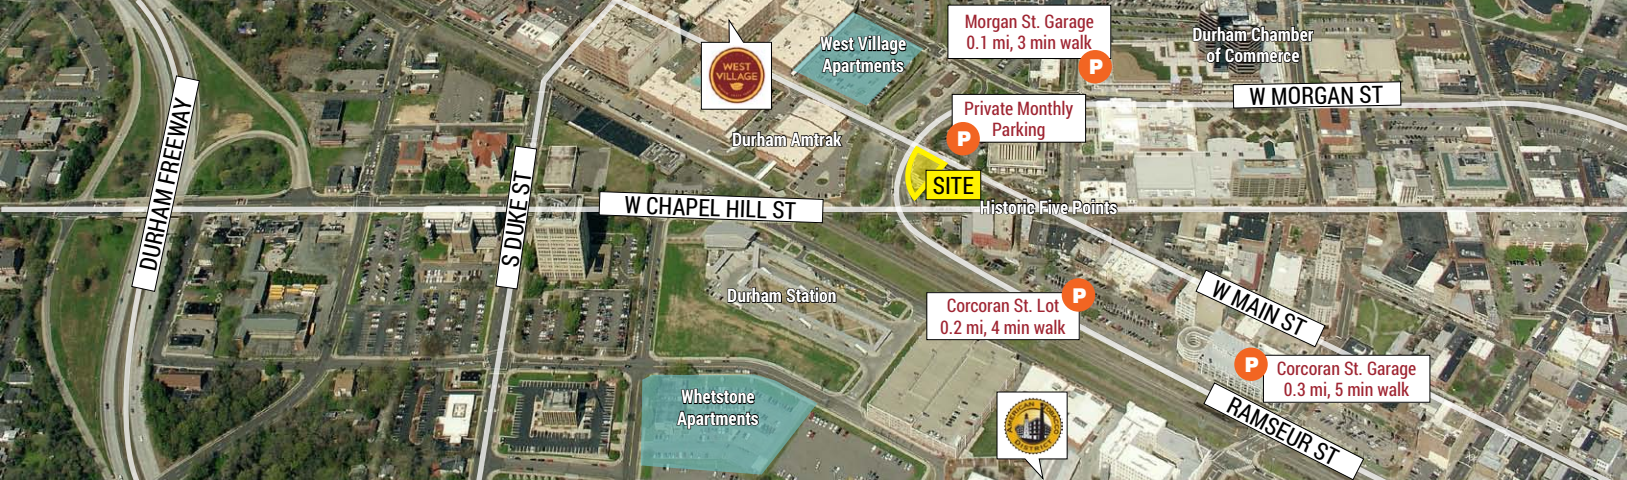 Morgan St. Garage
0.1 mi, 3 min walk
P
West Village
Apartments
Durham Chamber
of Commerce
WEST
VILLAGE
W MORGAN ST
Private Monthly
Parking
P
Durham Amtrak
DURHAM FREEWAY
S DUKE ST
SITE
W CHAPEL HILL ST
Historic Five Points
Durham Station
Corcoran St. Lot
0.2 mi, 4 min walk
P
W MAIN ST
P
Corcoran St. Garage
0.3 mi, 5 min walk
Whetstone
Apartments
AMERICAN TOBACCO
DISTRICT
RAMSEUR ST